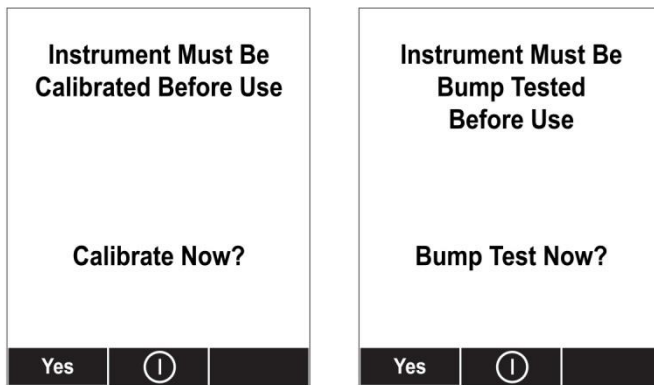 Instrument Must Be
Calibrated Before Use
Calibrate Now?
Yes
Instrument Must Be
Bump Tested
Before Use
Bump Test Now?
Yes